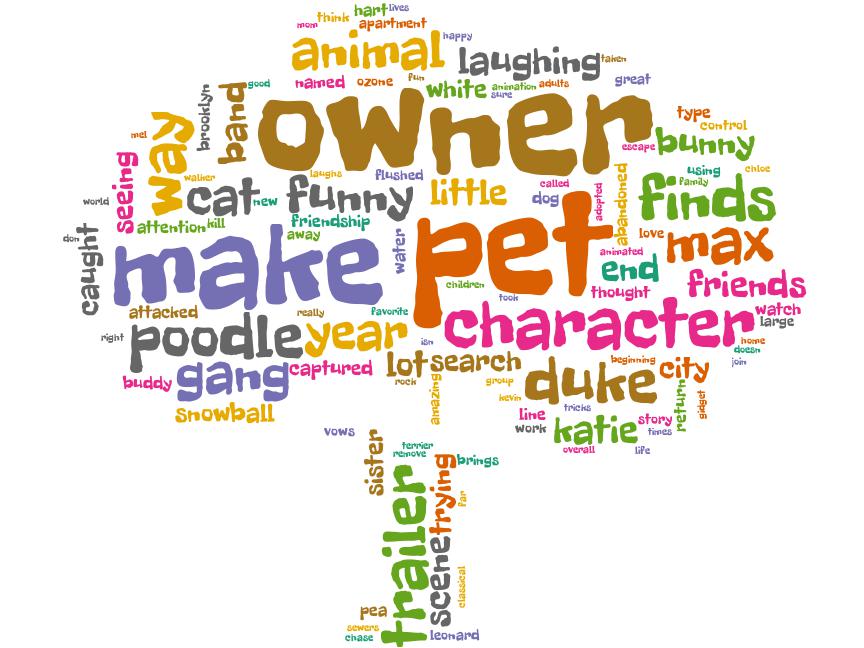 hart lives
think
mom apartment
animal happy
laughing taken
good named ozone fun white animation adults great
sure
brooklyn band owner type
control
mel way escape bunny
laughs flushed
walker called abandoned using chloe
seeing cat new funny little dog adopted family finds
world
attention kill friendship
away
don caught make water pet love max
animated
end
children thought friends
took
attacked really favorite character watch
large
right poodle year isn home
doesn
lot search beginning city join
buddy gang captured rock group duke
kevin
snowball amazing tricks return gidget
line story
work katie times
vows overall life
sister terrier
remove
brings
trailer trying far
scene classical
pea
sewers
chase leonard